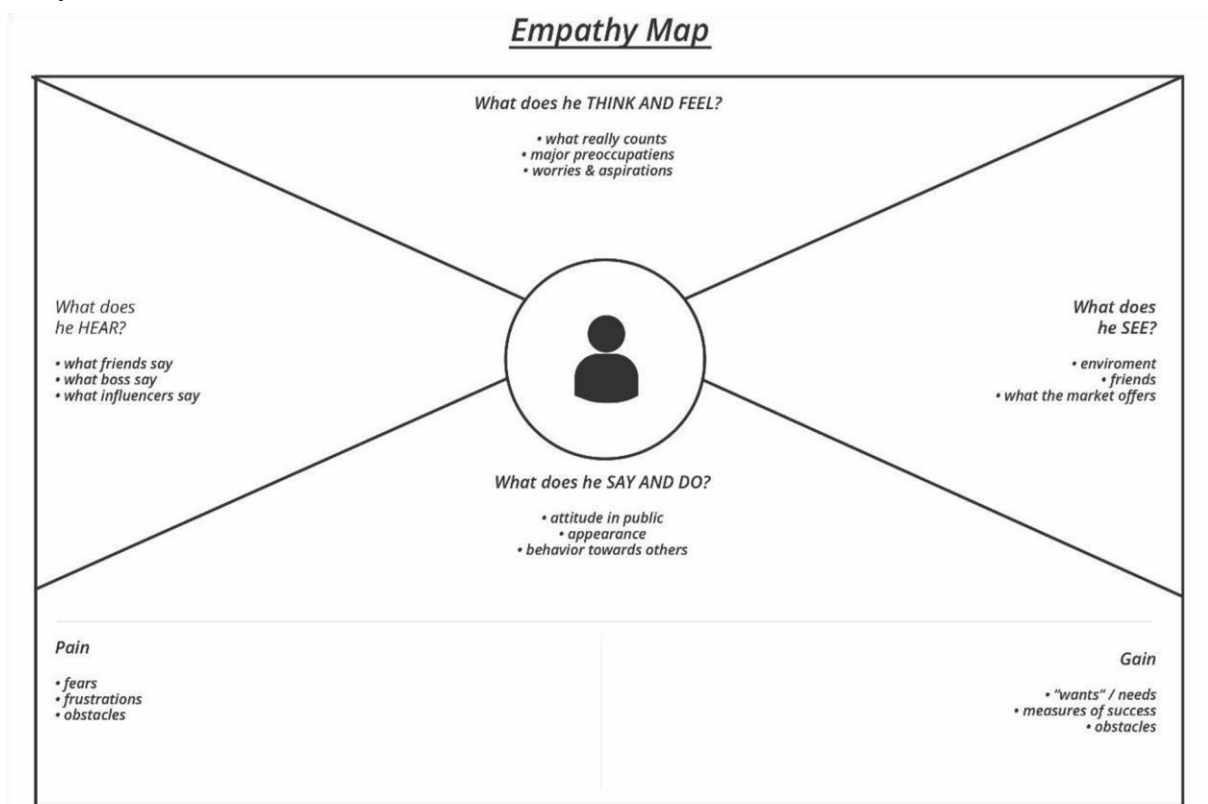 Empathy Map
What does he THINK AND FEEL?
• what really counts
• major preoccupatiens
• worries & aspirations
What does
he HEAR?
• what friends say
• what boss say
• what influencers say
What does
he SEE?
• enviroment
• friends
• what the market offers
What does he SAY AND DO?
• attitude in public
• appearance
• behavior towards others
Pain
• fears
• frustrations
• obstacles
Gain
• “wants” / needs
• measures of success
• obstacles